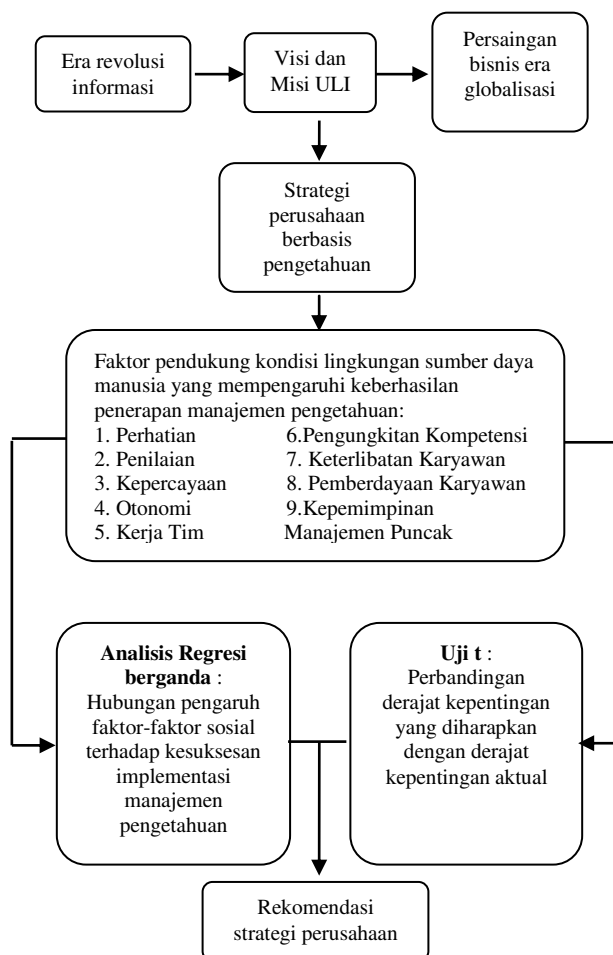 Era revolusi
informasi
Visi dan
Misi ULI
Persaingan
bisnis era
globalisasi
Strategi
perusahaan
berbasis
pengetahuan
Faktor pendukung kondisi lingkungan sumber daya
manusia yang mempengaruhi keberhasilan
penerapan manajemen pengetahuan:
1. Perhatian 6.Pengungkitan Kompetensi
2. Penilaian 7. Keterlibatan Karyawan
3. Kepercayaan 8. Pemberdayaan Karyawan
4. Otonomi 9.Kepemimpinan
5. Kerja Tim Manajemen Puncak
Analisis Regresi
berganda :
Hubungan pengaruh
faktor-faktor sosial
terhadap kesuksesan
implementasi
manajemen
pengetahuan
Uji t :
Perbandingan
derajat kepentingan
yang diharapkan
dengan derajat
kepentingan aktual
Rekomendasi
strategi perusahaan